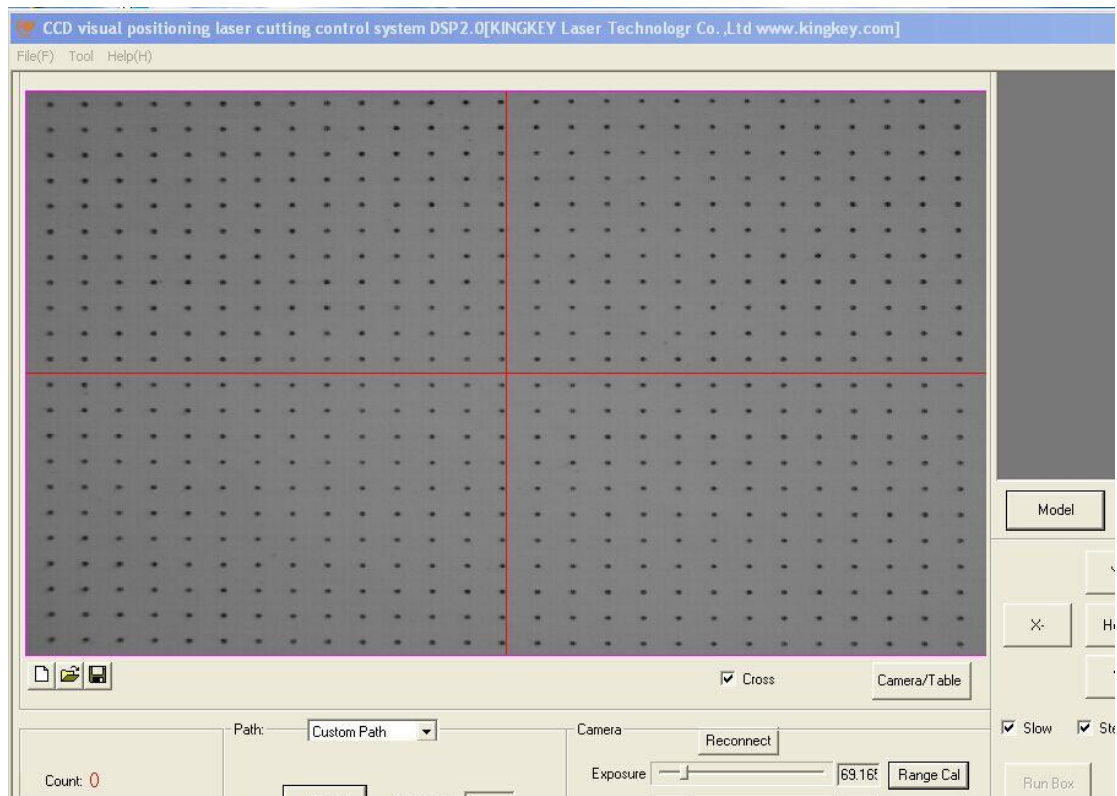 CCD visual positioning laser cutting control system DSP2.0[KINGKEY Laser Technologr Co. ,Ltd www.kingkey.com]
File(F) Tool Help(H)
Model
X-
Cross
Camera/Table
Slow
Path:
Custom Path
Camera
Reconnect
Count: 0
Exposure
Range Cal
Run Box